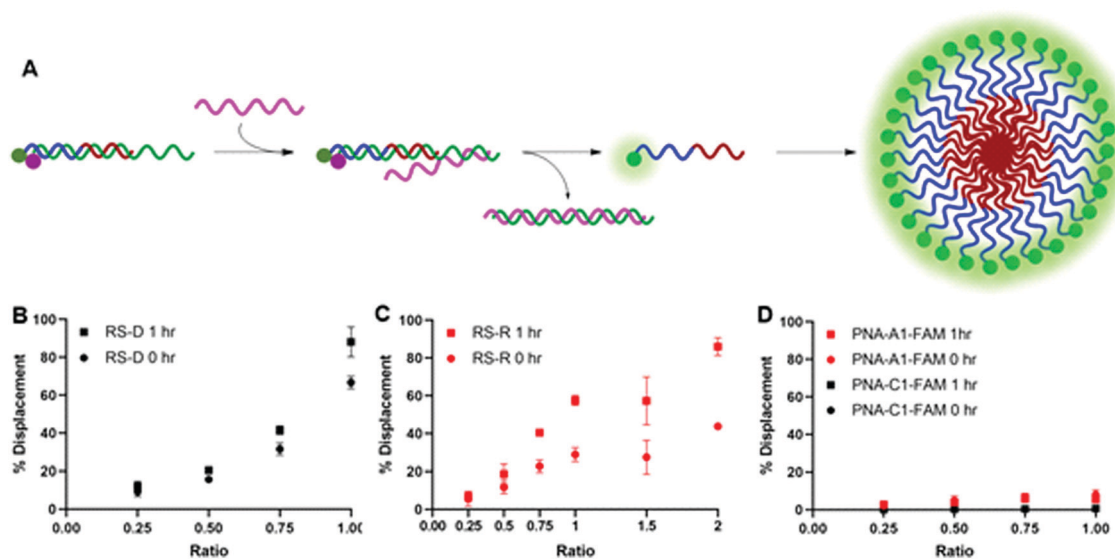 A
B
RS-D 1 hr
RS-D 0 hr
% Displacement
100
80
60
40
20
0
0.00 0.25 0.50 0.75 1.00
Ratio
C
RS-R 1 hr
RS-R 0 hr
% Displacement
100
80
60
40
20
0
0.00 0.25 0.5 0.75 1 1.5 2
Ratio
D
PNA-A1-FAM 1hr
PNA-A1-FAM 0 hr
PNA-C1-FAM 1 hr
PNA-C1-FAM 0 hr
% Displacement
100
80
60
40
20
0
0.00 0.25 0.50 0.75 1.00
Ratio